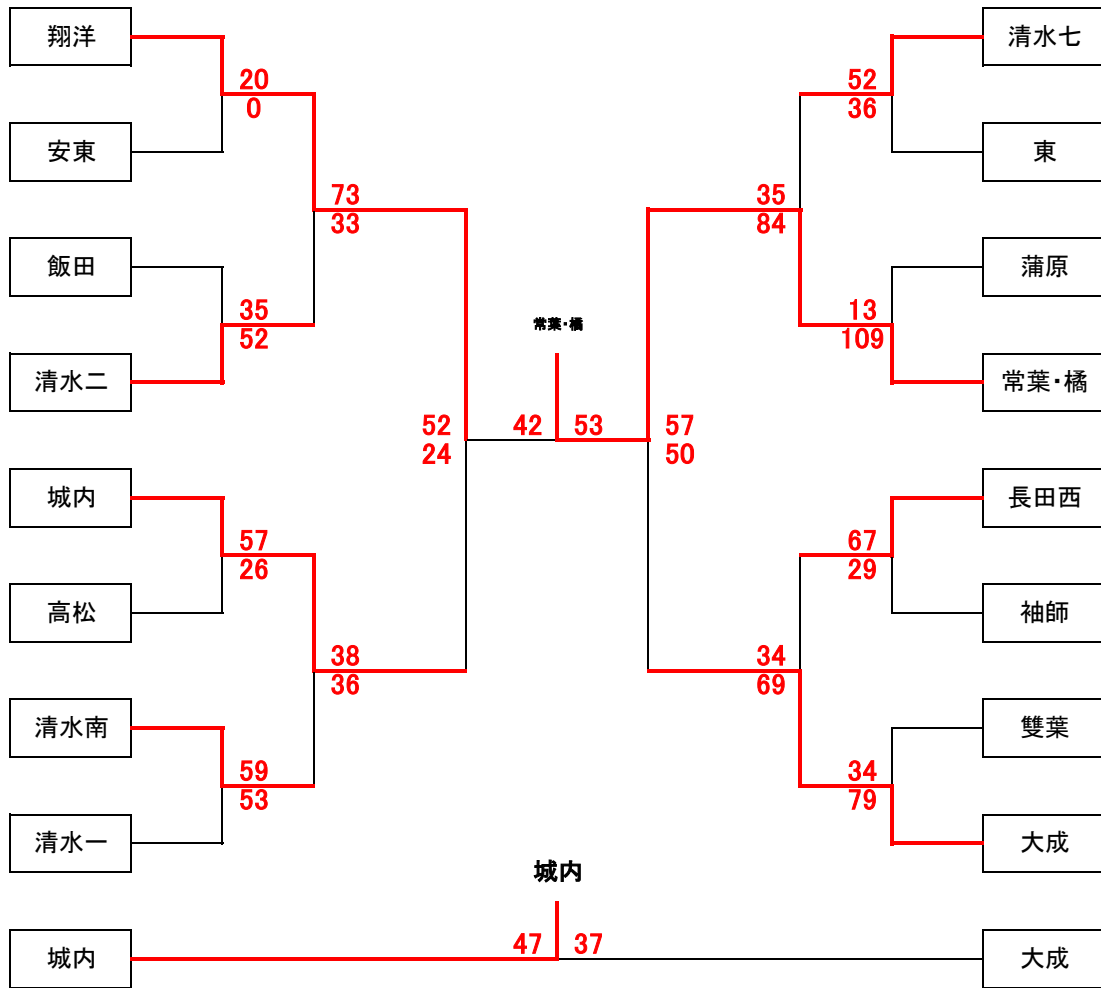 翔洋
清水七
20
52
0
36
安東
東
73
35
33
84
飯田
蒲原
35
13
常葉・橘
52
109
清水二
常葉・橘
52
42
53
57
24
50
城内
長田西
57
67
26
29
高松
袖師
38
34
36
69
清水南
雙葉
59
34
53
79
清水一
大成
城内
47
37
城内
大成